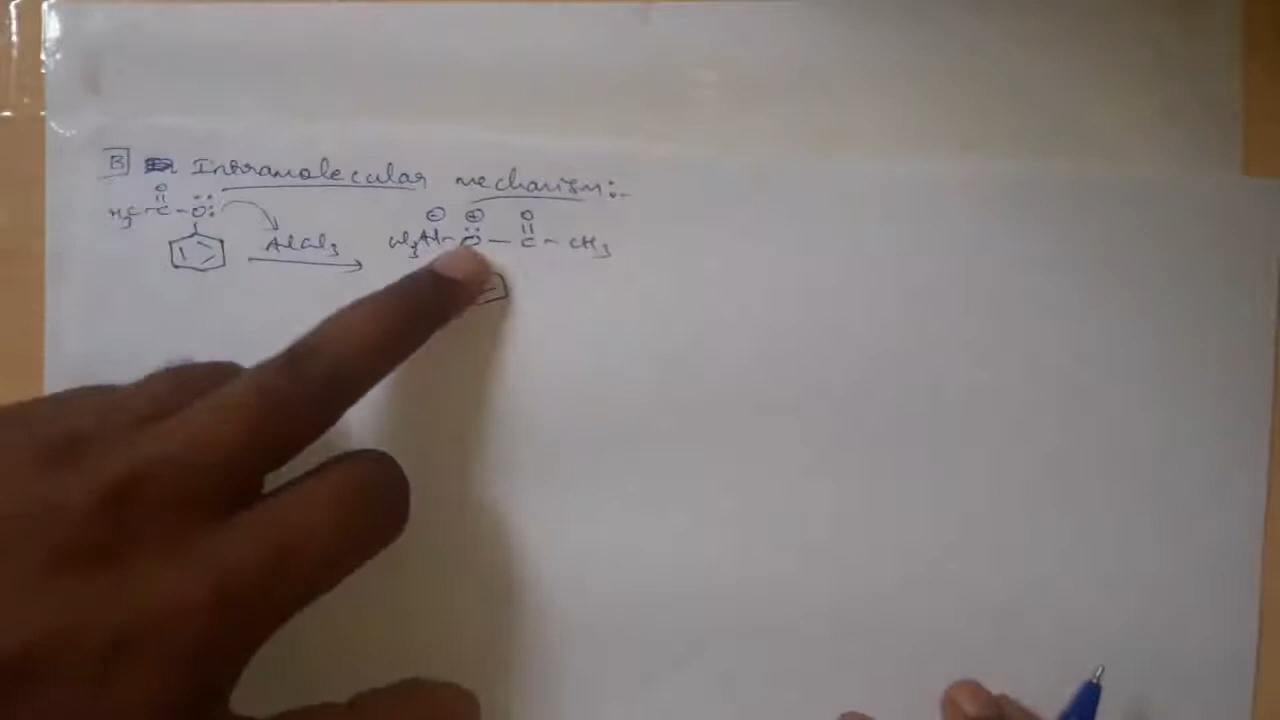 B Intramolecular mechanism:-
O ⊖ ⊕ O
H3C-C-O: AlCl3 Cl3Al-O-C-CH3